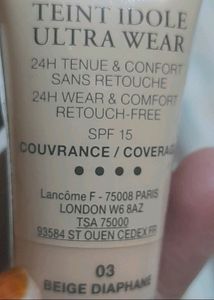 TEINT IDOLE
ULTRA WEAR
24H TENUE & CONFORT
SANS RETOUCHE
24H WEAR & COMFORT
RETOUCH-FREE
SPF 15
COUVRANCE / COVERAG
Lancôme F - 75008 PARIS
LONDON W6 8AZ
TSA 75000
93584 ST OUEN CEDEX FR
03
BEIGE DIAPHANE